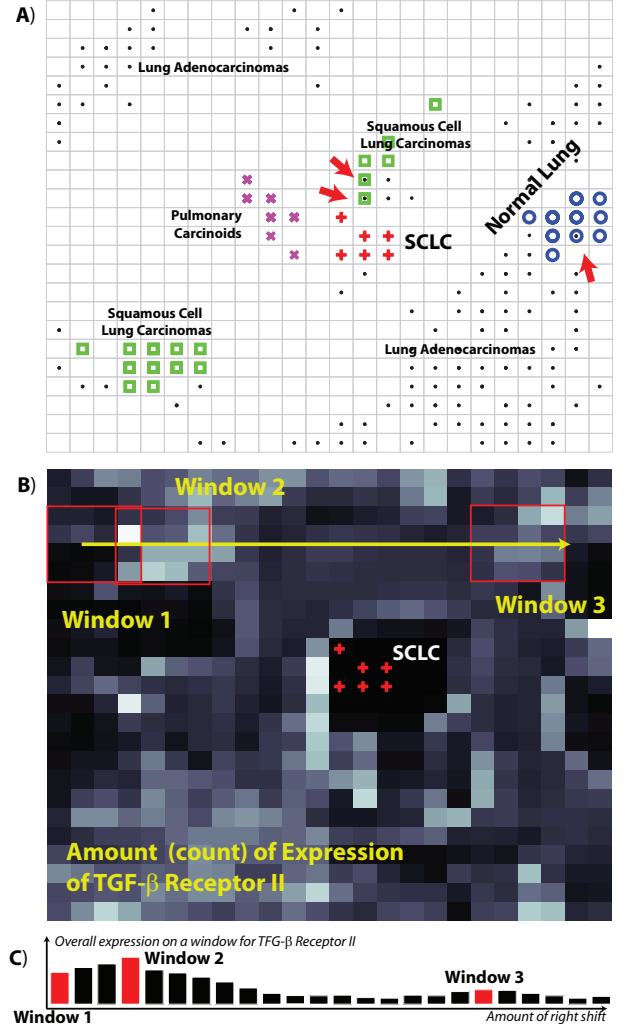 A)
Lung Adenocarcinomas
Squamous Cell
Lung Carcinomas
Normal Lung
Pulmonary
Carcinoids
SCLC
Squamous Cell
Lung Carcinomas
Lung Adenocarcinomas
B)
Window 2
Window 3
Window 1
SCLC
Amount (count) of Expression
of TGF-β Receptor II
C)
Overall expression on a window for TFG-β Receptor II
Window 2
Window 3
Window 1
Amount of right shift